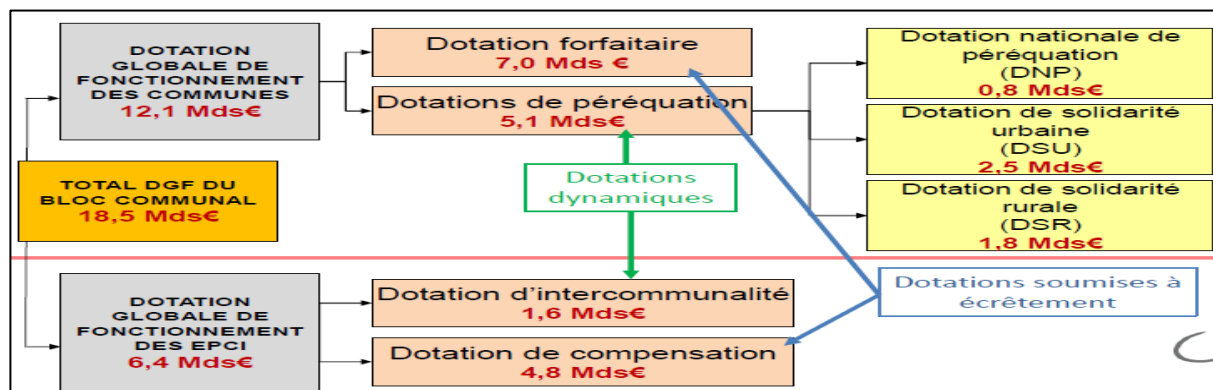 DOTATION
GLOBALE DE
FONCTIONNEMENT
DES COMMUNES
12,1 Mds€
Dotation forfaitaire
7,0 Mds €
Dotations de péréquation
5,1 Mds€
Dotation nationale de
péréquation
(DNP)
0,8 Mds€
Dotation de solidarité
urbaine
(DSU)
2,5 Mds€
Dotation de solidarité
rurale
(DSR)
1,8 Mds€
TOTAL DGF DU
BLOC COMMUNAL
18,5 Mds€
Dotations
dynamiques
DOTATION
GLOBALE DE
FONCTIONNEMENT
DES EPCI
6,4 Mds€
Dotation d'intercommunalité
1,6 Mds€
Dotation de compensation
4,8 Mds€
Dotations soumises à
écrêtement